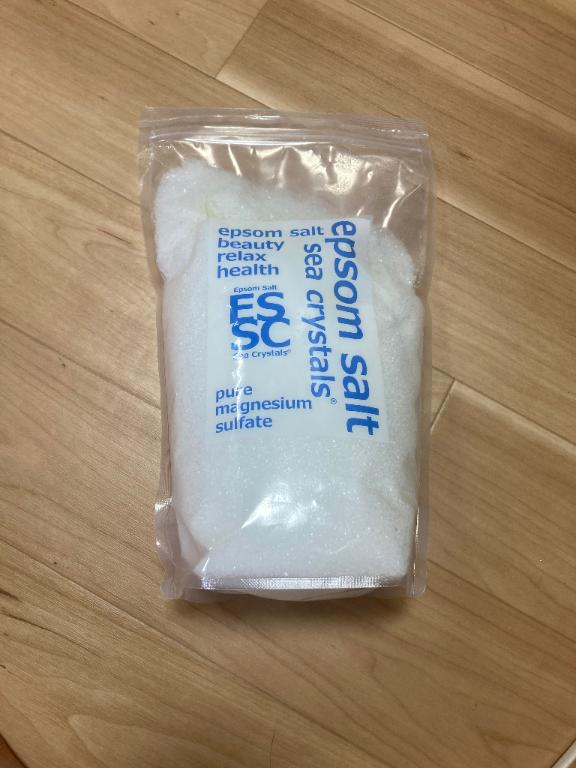 epsom salt
beauty
relax
health
Epsom Salt
ES
SC
Sea Crystals®
pure
magnesium
sulfate
epsom salt
sea crystals®